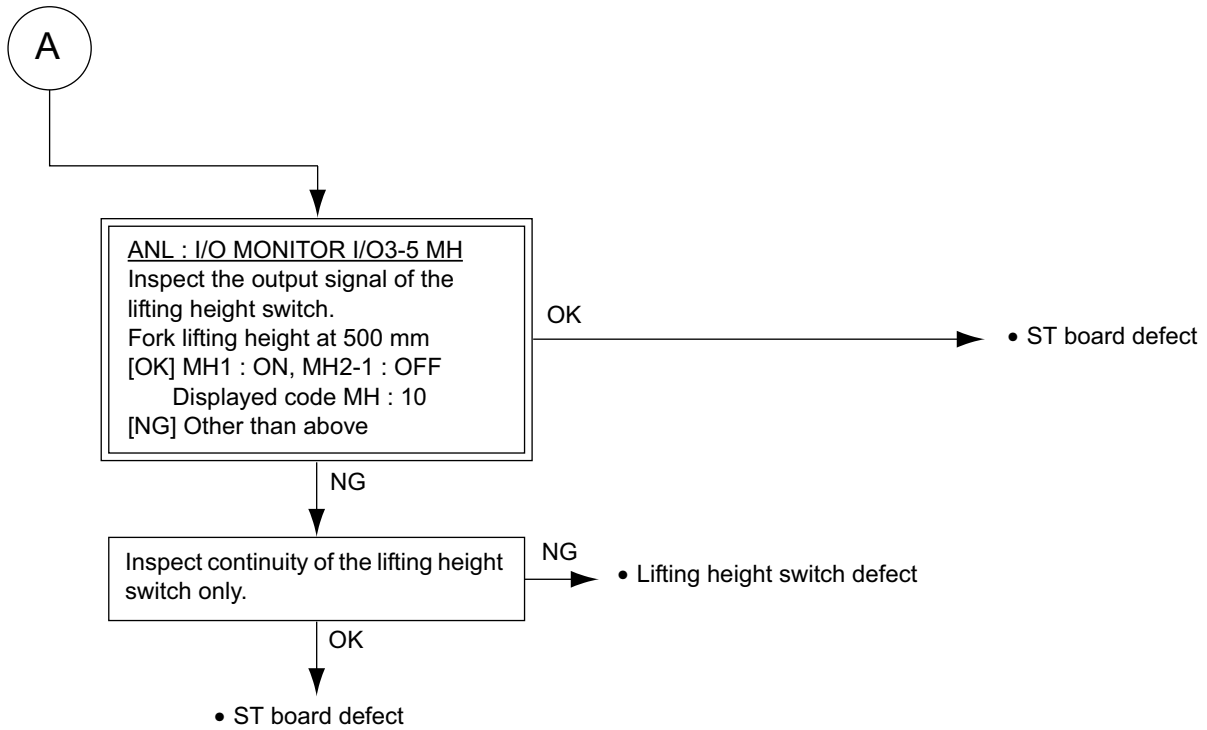 A
ANL : I/O MONITOR I/O3-5 MH
Inspect the output signal of the
lifting height switch.
Fork lifting height at 500 mm
[OK] MH1 : ON, MH2-1 : OFF
Displayed code MH : 10
[NG] Other than above
OK
• ST board defect
NG
Inspect continuity of the lifting height
switch only.
NG
• Lifting height switch defect
OK
• ST board defect